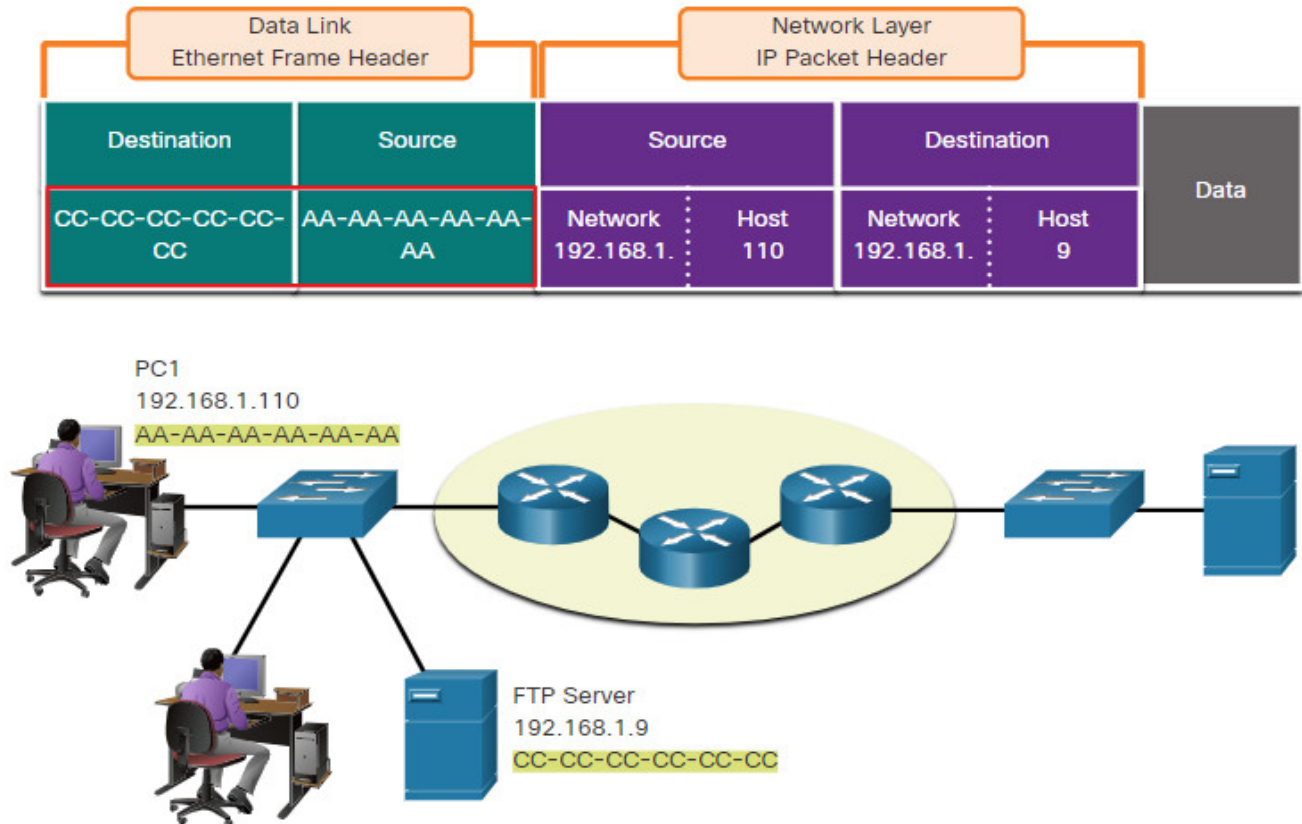 Data Link
Ethernet Frame Header
Network Layer
IP Packet Header
Destination
Source
Source
Destination
Data
CC-CC-CC-CC-CC-
CC
AA-AA-AA-AA-AA-
AA
Network
192.168.1.
Host
110
Network
192.168.1.
Host
9
PC1
192.168.1.110
AA-AA-AA-AA-AA-AA
FTP Server
192.168.1.9
CC-CC-CC-CC-CC-CC